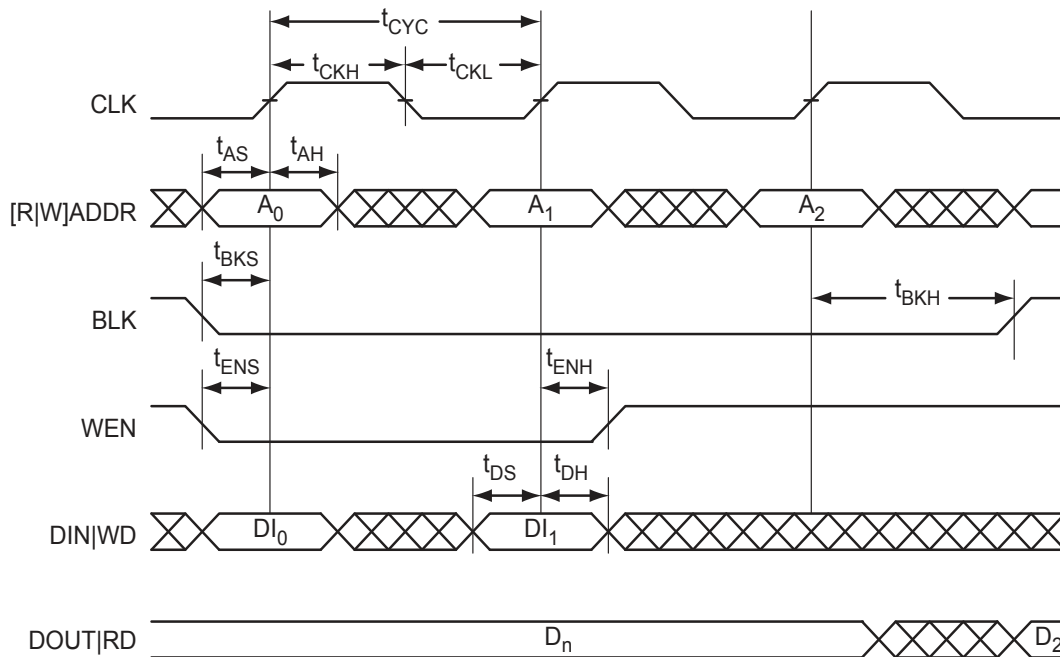 tCYC
tCKH tCKL
CLK
tAS tAH
[R|W]ADDR A0 A1 A2
tBKS tBKH
BLK
tENS tENH
WEN
tDS tDH
DIN|WD DI0 DI1
DOUT|RD Dn D2